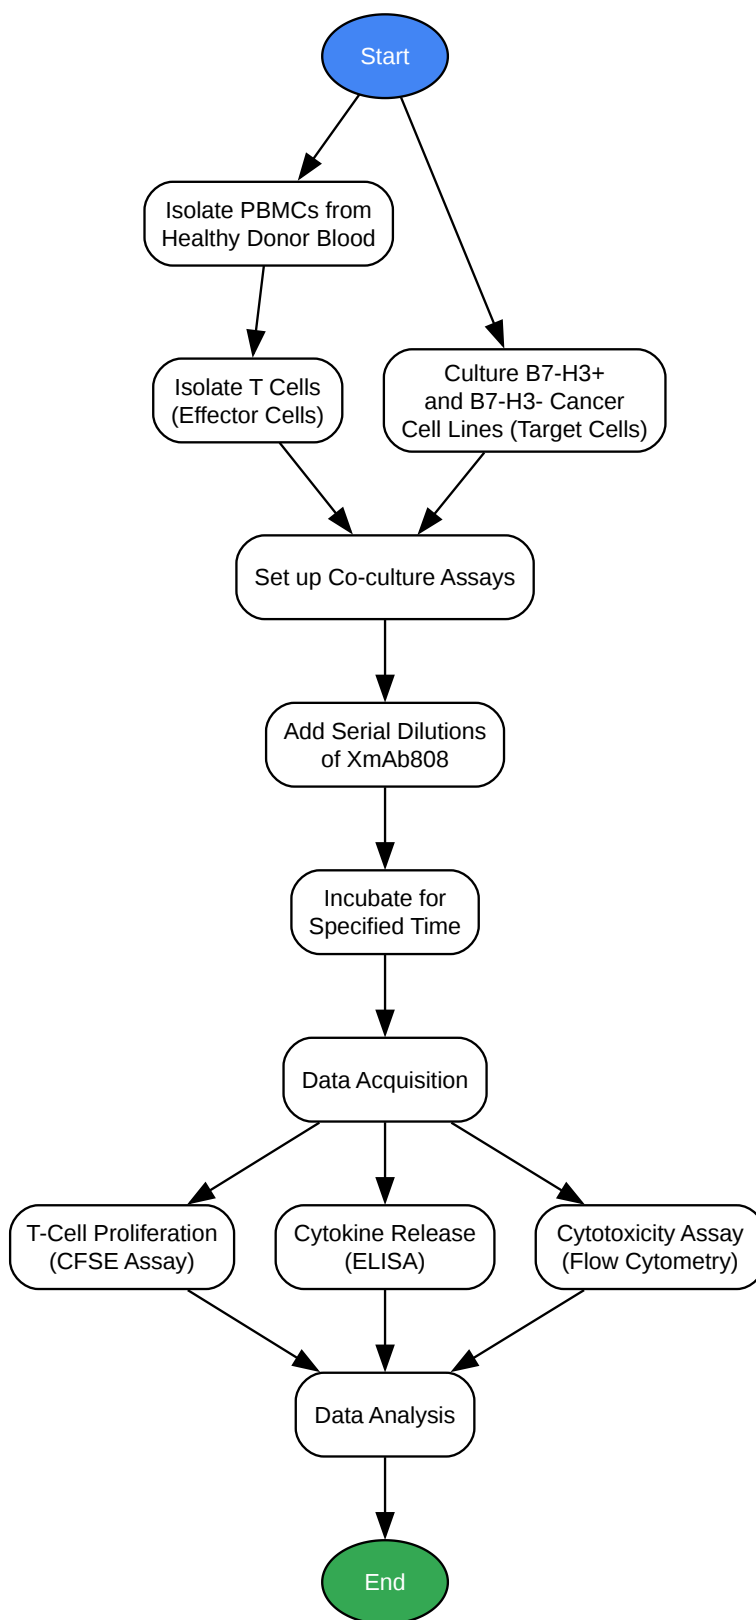 Start
Isolate PBMCs from
Healthy Donor Blood
Isolate T Cells
(Effector Cells)
Culture B7-H3+
and B7-H3- Cancer
Cell Lines (Target Cells)
Set up Co-culture Assays
Add Serial Dilutions
of XmAb808
Incubate for
Specified Time
Data Acquisition
T-Cell Proliferation
(CFSE Assay)
Cytokine Release
(ELISA)
Cytotoxicity Assay
(Flow Cytometry)
Data Analysis
End